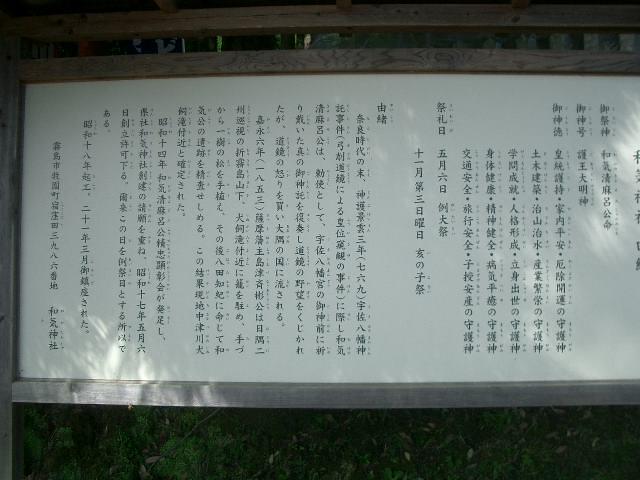 和気神社御由緒
御祭神　和気清麻呂公命
御神号　護王大明神
御神徳　皇統護持・家内平安・厄除開運の守護神
土木建築・治山治水・産業繁栄の守護神
学問成就・人格形成・立身出世の守護神
身体健康・精神健全・病気平癒の守護神
交通安全・旅行安全・子授安産の守護神
祭礼日　五月六日　例大祭
十一月第三日曜日　亥の子祭
由緒
奈良時代の末、神護景雲三年（七六九）宇佐八幡神
託事件（弓削道鏡による皇位冀覦の事件）に際し和気
清麻呂公は、勅使として、宇佐八幡宮の御神前に祈
り戴いた真の御神託を復奏し道鏡の野望をくじかれ
たが、道鏡の怒りを買い大隅の国に流される。
嘉永六年（一八五三）薩摩藩主島津斉彬公は日隅二
州巡視の折霧島山下、犬飼滝付近に籠を駐め、手づ
から一樹の松を手植え、その後八田知紀に命じて和
気公の遺跡を精査せしめる。この結果現地中津川犬
飼滝付近と確定された。
昭和十四年、和気清麻呂公精忠顕彰会が発足し、
県社和気神社創建の請願を重ね、昭和十七年五月六
日創立許可下る。爾来この日を例祭日とする所以で
ある。
昭和十八年起工。二十一年三月御鎮座された。
霧島市牧園町宿窪田三九八六番地　和気神社